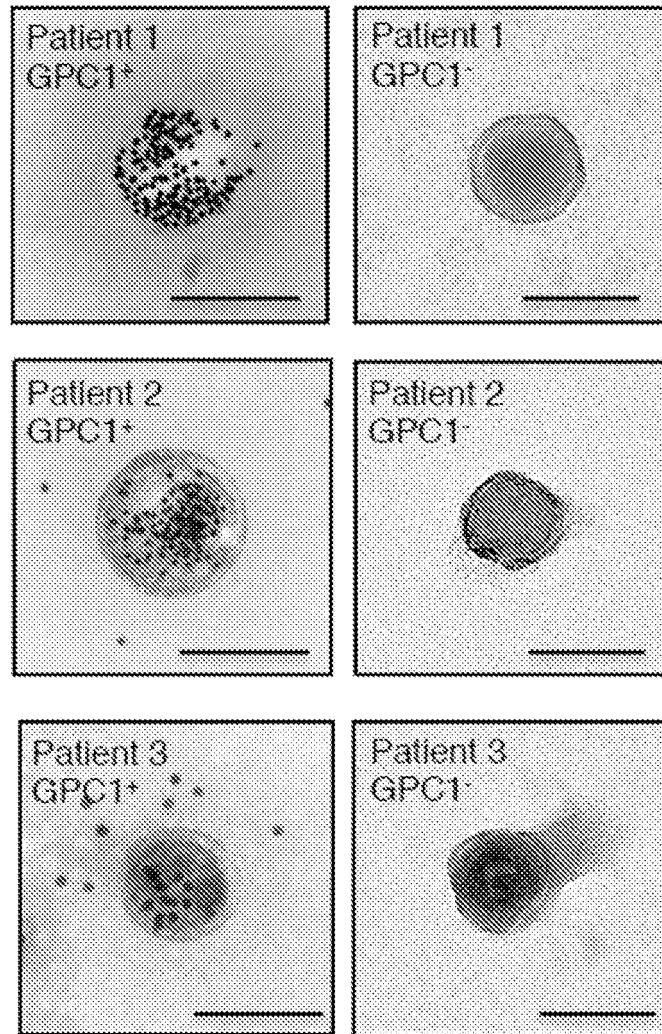 Patient 1
GPC1⁺
Patient 1
GPC1⁻
Patient 2
GPC1⁺
Patient 2
GPC1⁻
Patient 3
GPC1⁺
Patient 3
GPC1⁻